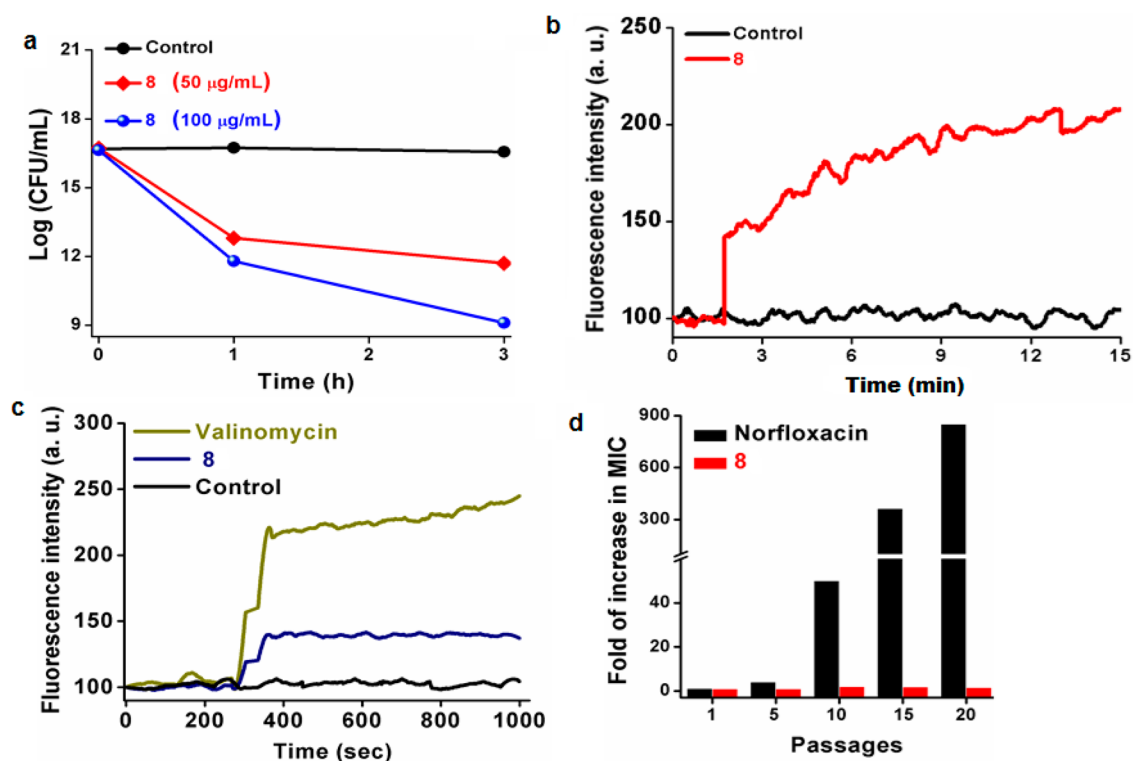 a
Control
8 (50 μg/mL)
8 (100 μg/mL)
Log (CFU/mL)
21
18
15
12
9
0
1
2
3
Time (h)
b
Control
8
Fluorescence intensity (a. u.)
250
200
150
100
0
3
6
9
12
15
Time (min)
c
Valinomycin
8
Control
Fluorescence intensity (a. u.)
300
250
200
150
100
0
200
400
600
800
1000
Time (sec)
d
Norfloxacin
8
Fold of increase in MIC
900
600
300
40
20
0
1
5
10
15
20
Passages